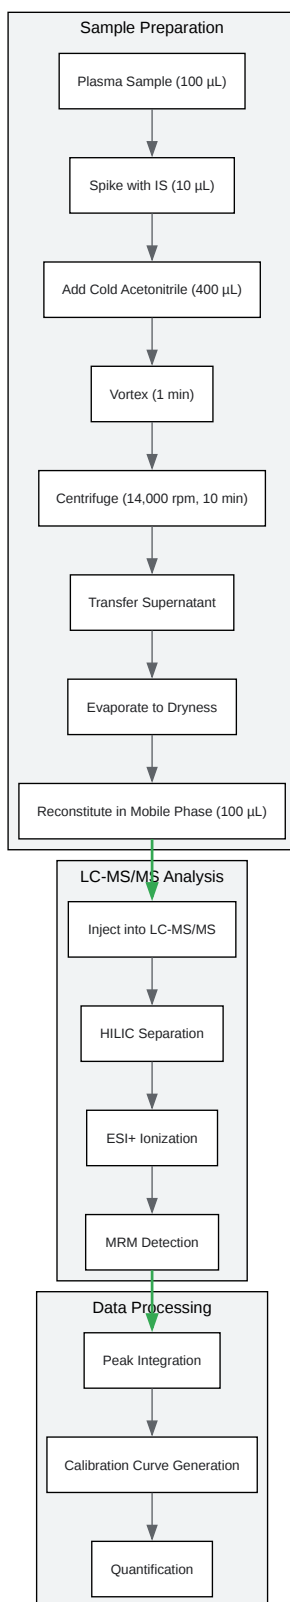 Sample Preparation
Plasma Sample (100 µL)
Spike with IS (10 µL)
Add Cold Acetonitrile (400 µL)
Vortex (1 min)
Centrifuge (14,000 rpm, 10 min)
Transfer Supernatant
Evaporate to Dryness
Reconstitute in Mobile Phase (100 µL)
LC-MS/MS Analysis
Inject into LC-MS/MS
HILIC Separation
ESI+ Ionization
MRM Detection
Data Processing
Peak Integration
Calibration Curve Generation
Quantification